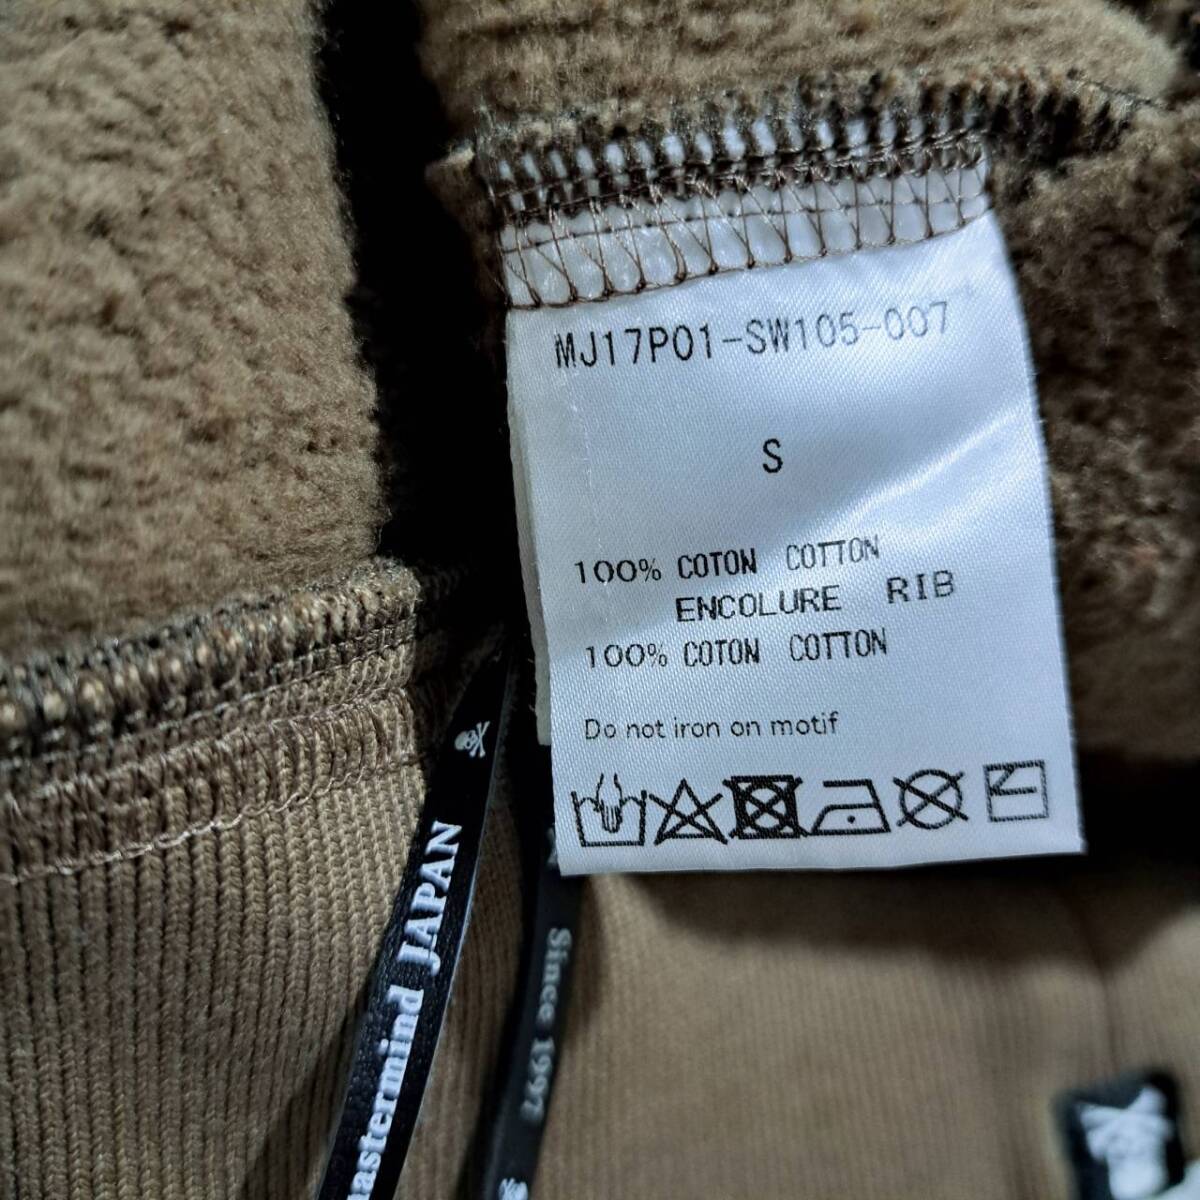 MJ17P01-SW105-007
S
100% COTON COTTON
ENCOLURE RIB
100% COTON COTTON
Do not iron on motif
mastermind JAPAN
Since 1997